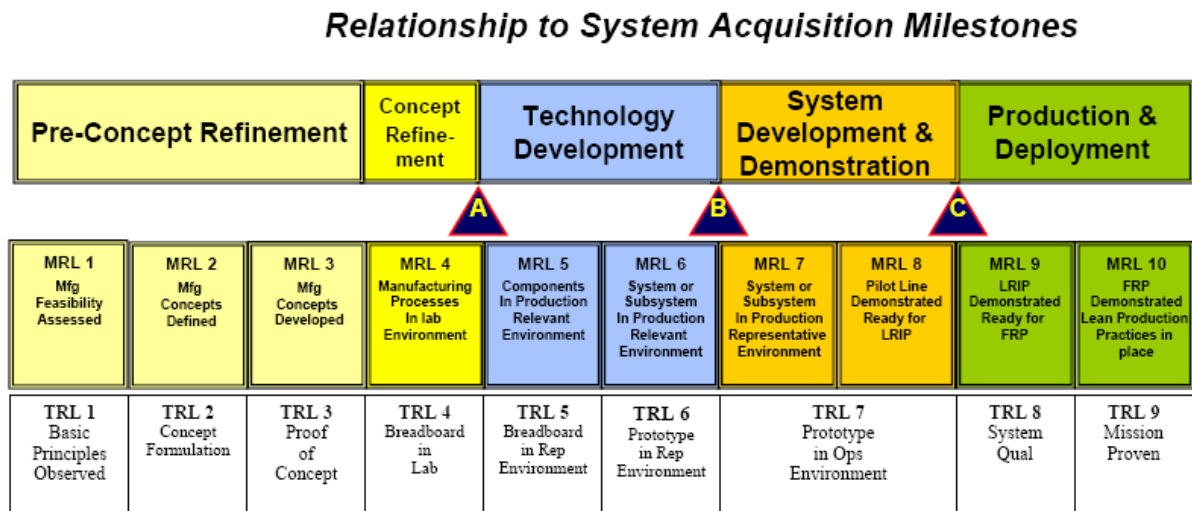 Relationship to System Acquisition Milestones
Pre-Concept Refinement
Concept
Refine-
ment
Technology
Development
System
Development &
Demonstration
Production &
Deployment
A
B
C
MRL 1
Mfg
Feasibility
Assessed
MRL 2
Mfg
Concepts
Defined
MRL 3
Mfg
Concepts
Developed
MRL 4
Manufacturing
Processes
In lab
Environment
MRL 5
Components
In Production
Relevant
Environment
MRL 6
System or
Subsystem
In Production
Relevant
Environment
MRL 7
System or
Subsystem
In Production
Representative
Environment
MRL 8
Pilot Line
Demonstrated
Ready for
LRIP
MRL 9
LRIP
Demonstrated
Ready for
FRP
MRL 10
FRP
Demonstrated
Lean Production
Practices in
place
TRL 1
Basic
Principles
Observed
TRL 2
Concept
Formulation
TRL 3
Proof
of
Concept
TRL 4
Breadboard
in
Lab
TRL 5
Breadboard
in Rep
Environment
TRL 6
Prototype
in Rep
Environment
TRL 7
Prototype
in Ops
Environment
TRL 8
System
Qual
TRL 9
Mission
Proven